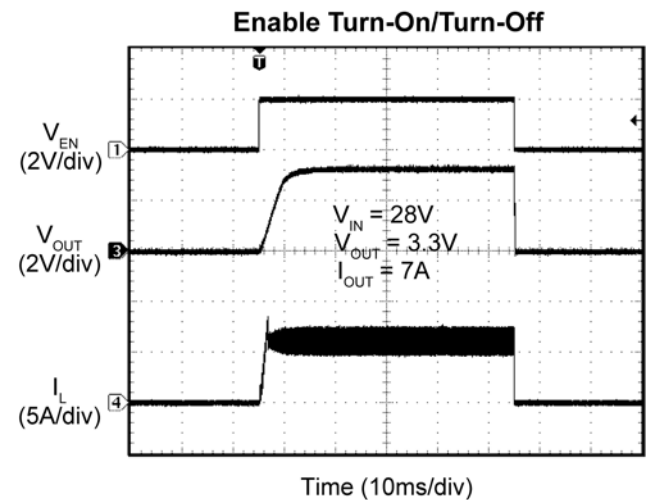 Enable Turn-On/Turn-Off
T
V_EN
(2V/div)
1
V_OUT
(2V/div)
3
V_IN = 28V
V_OUT = 3.3V
I_OUT = 7A
I_L
(5A/div)
4
Time (10ms/div)